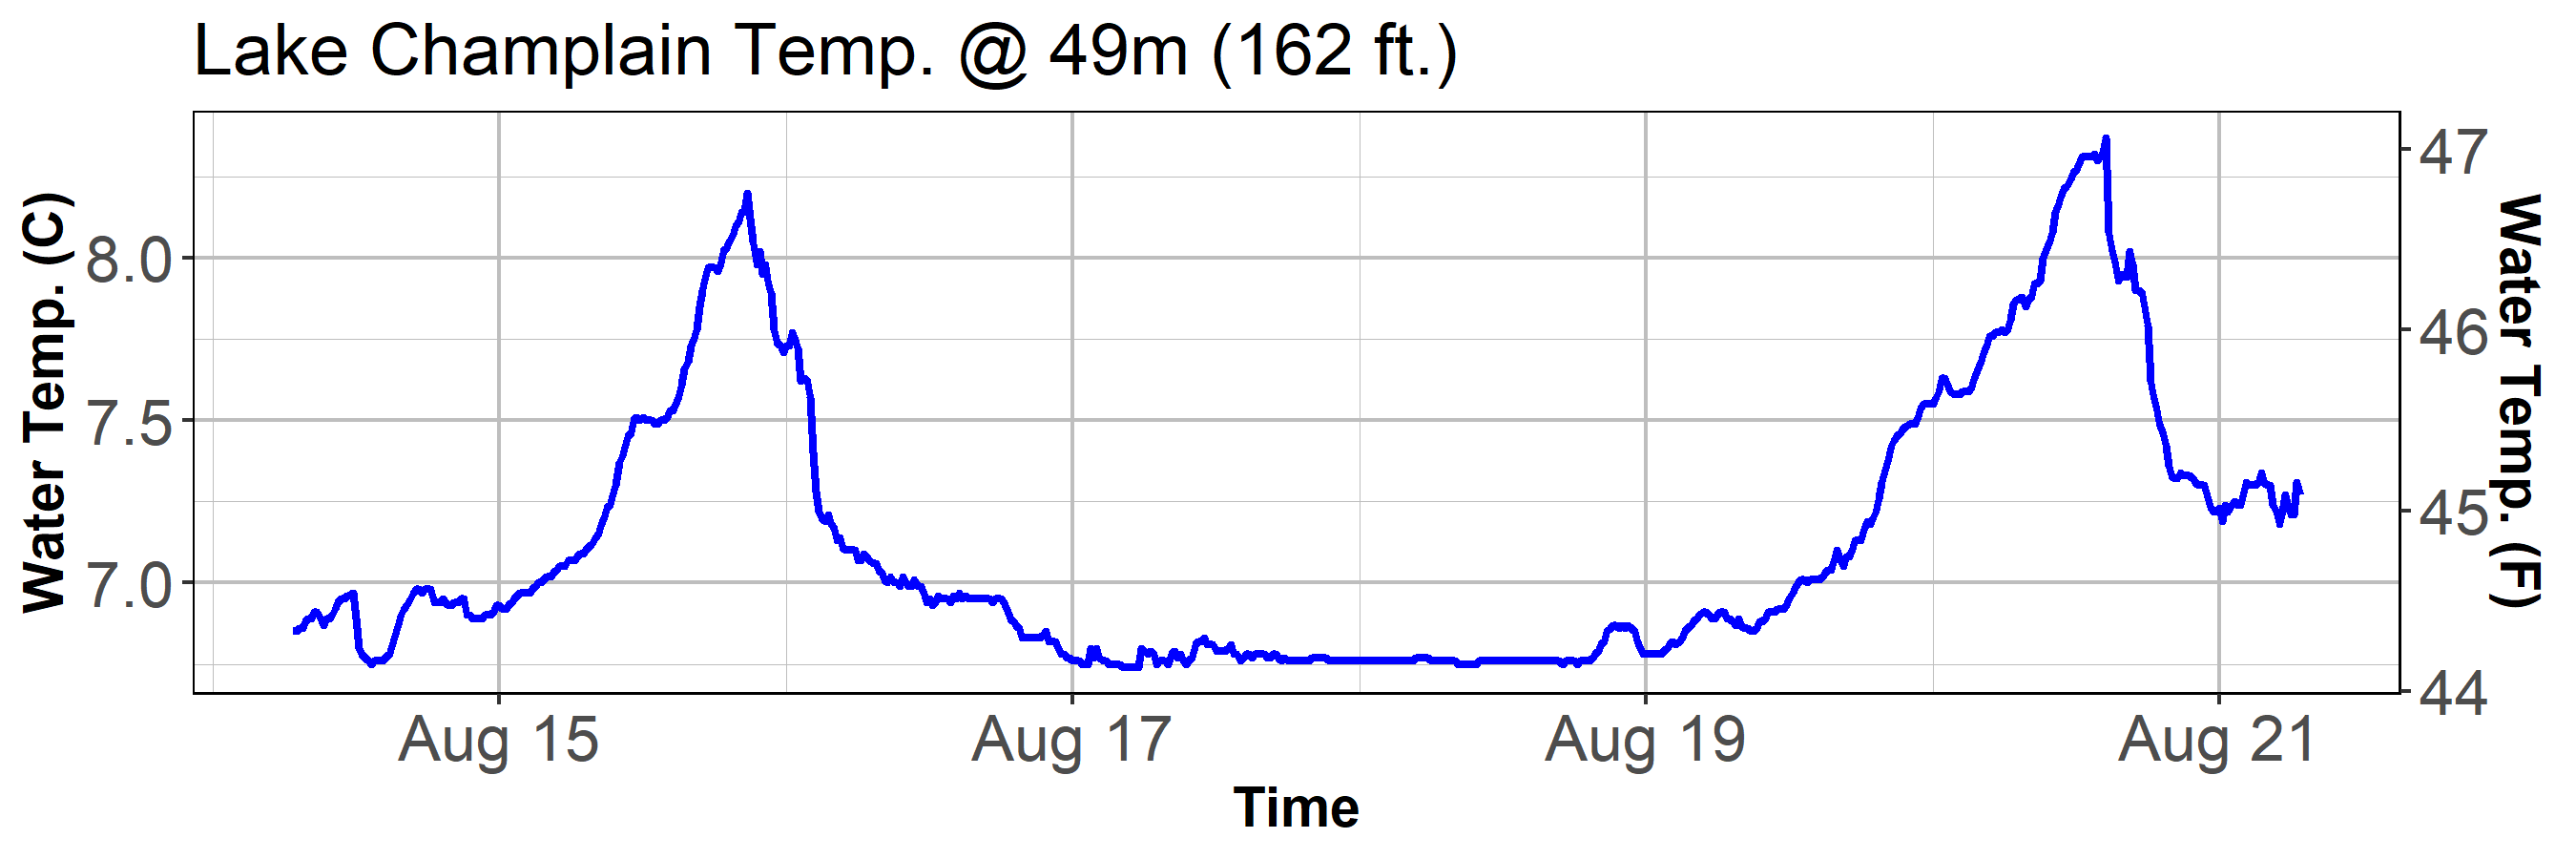 Lake Champlain Temp. @ 49m (162 ft.)
Water Temp. (C)
8.0
7.5
7.0
47
46
45
44
Water Temp. (F)
Aug 15 Aug 17 Aug 19 Aug 21
Time